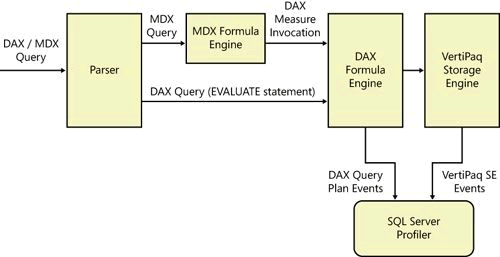 DAX / MDX
Query
Parser
MDX
Query
MDX Formula
Engine
DAX
Measure
Invocation
DAX Query (EVALUATE statement)
DAX
Formula
Engine
VertiPaq
Storage
Engine
DAX Query
Plan Events
VertiPaq SE
Events
SQL Server
Profiler